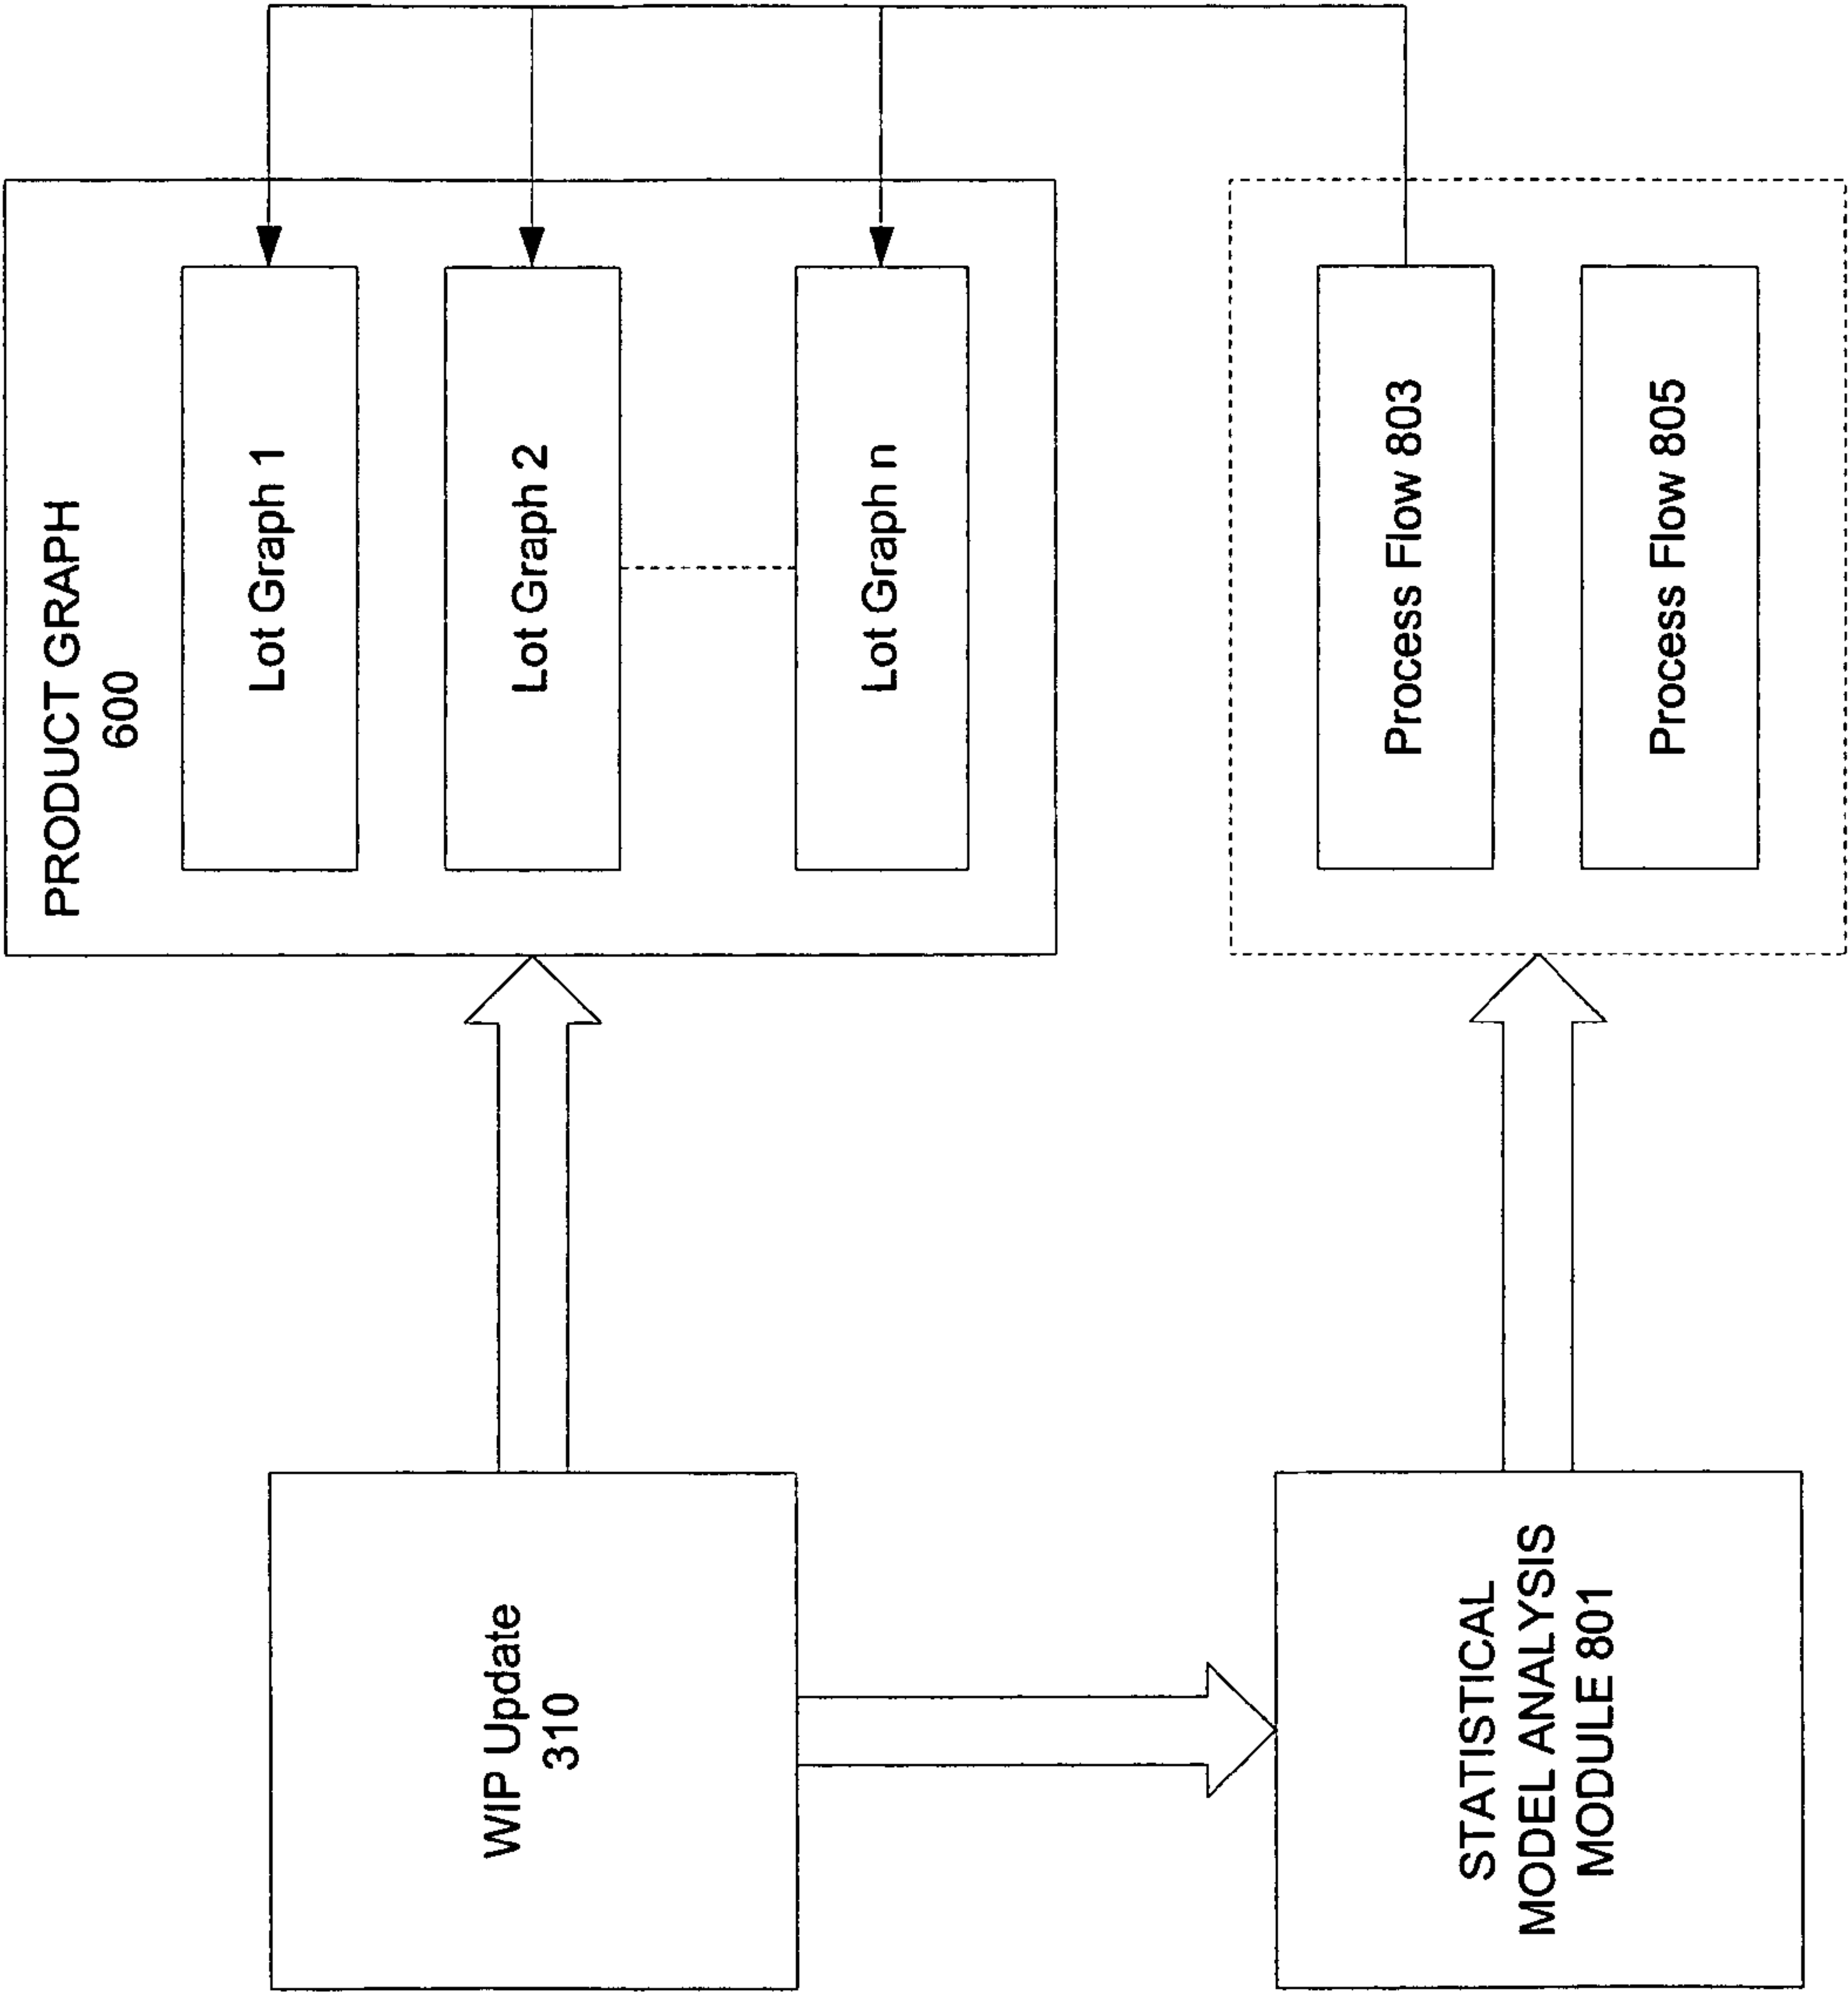 PRODUCT GRAPH
600
Lot Graph 1
Lot Graph 2
Lot Graph n
WIP Update
310
Process Flow 803
Process Flow 805
STATISTICAL
MODEL ANALYSIS
MODULE 801